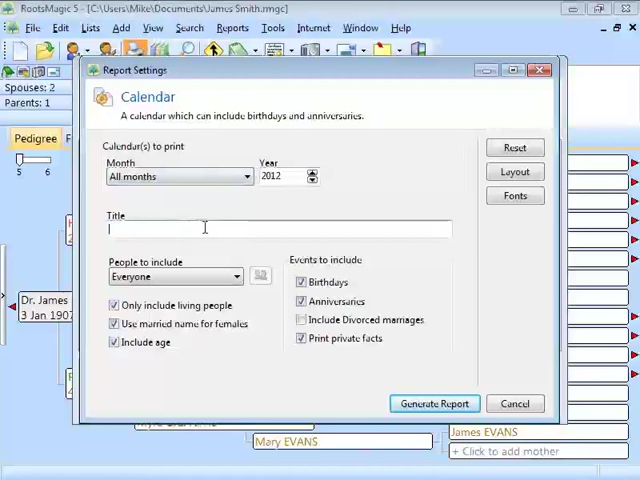 RootsMagic 5 - [C:\Users\Mike\Documents\James Smith.rmgc]
File Edit Lists Add View Search Reports Tools Internet Window Help
Spouses: 2
Parents: 1
Pedigree F
5 6
Dr. James
3 Jan 1907
Report Settings
Calendar
A calendar which can include birthdays and anniversaries.
Calendar(s) to print
Month Year
All months 2012
Title
People to include
Everyone
Only include living people
Use married name for females
Include age
Events to include
Birthdays
Anniversaries
Include Divorced marriages
Print private facts
Reset
Layout
Fonts
Generate Report Cancel
Mary EVANS
James EVANS
+ Click to add mother